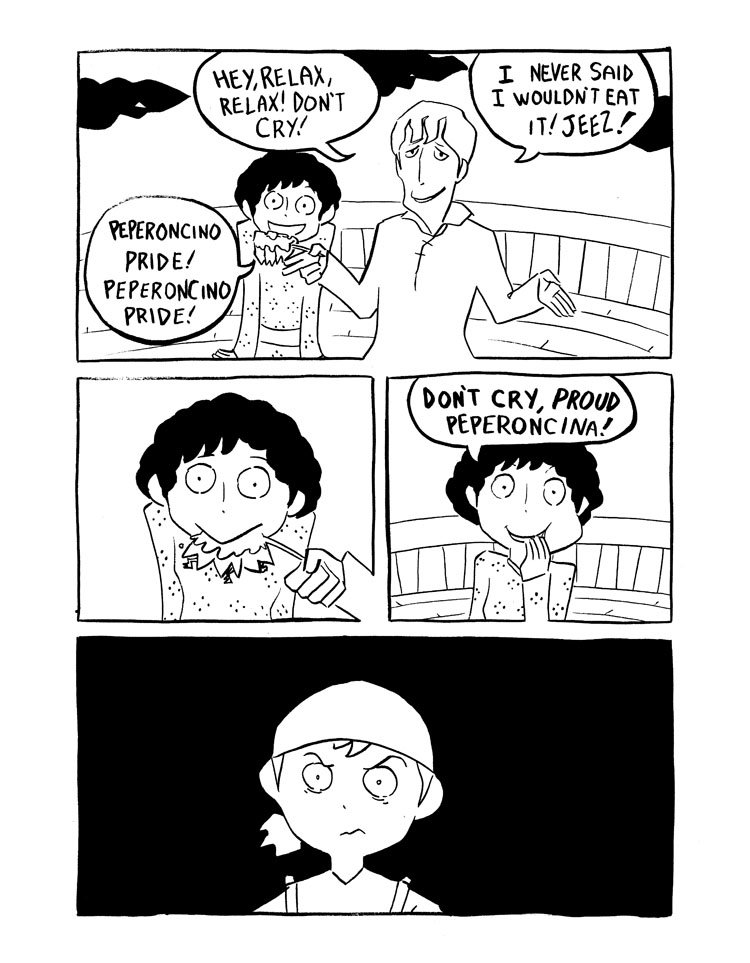 HEY, RELAX,
RELAX! DON'T
CRY!
I NEVER SAID
I WOULDN'T EAT
IT! JEEZ!
PEPERONCINO
PRIDE!
PEPERONCINO
PRIDE!
DON'T CRY, PROUD
PEPERONCINA!